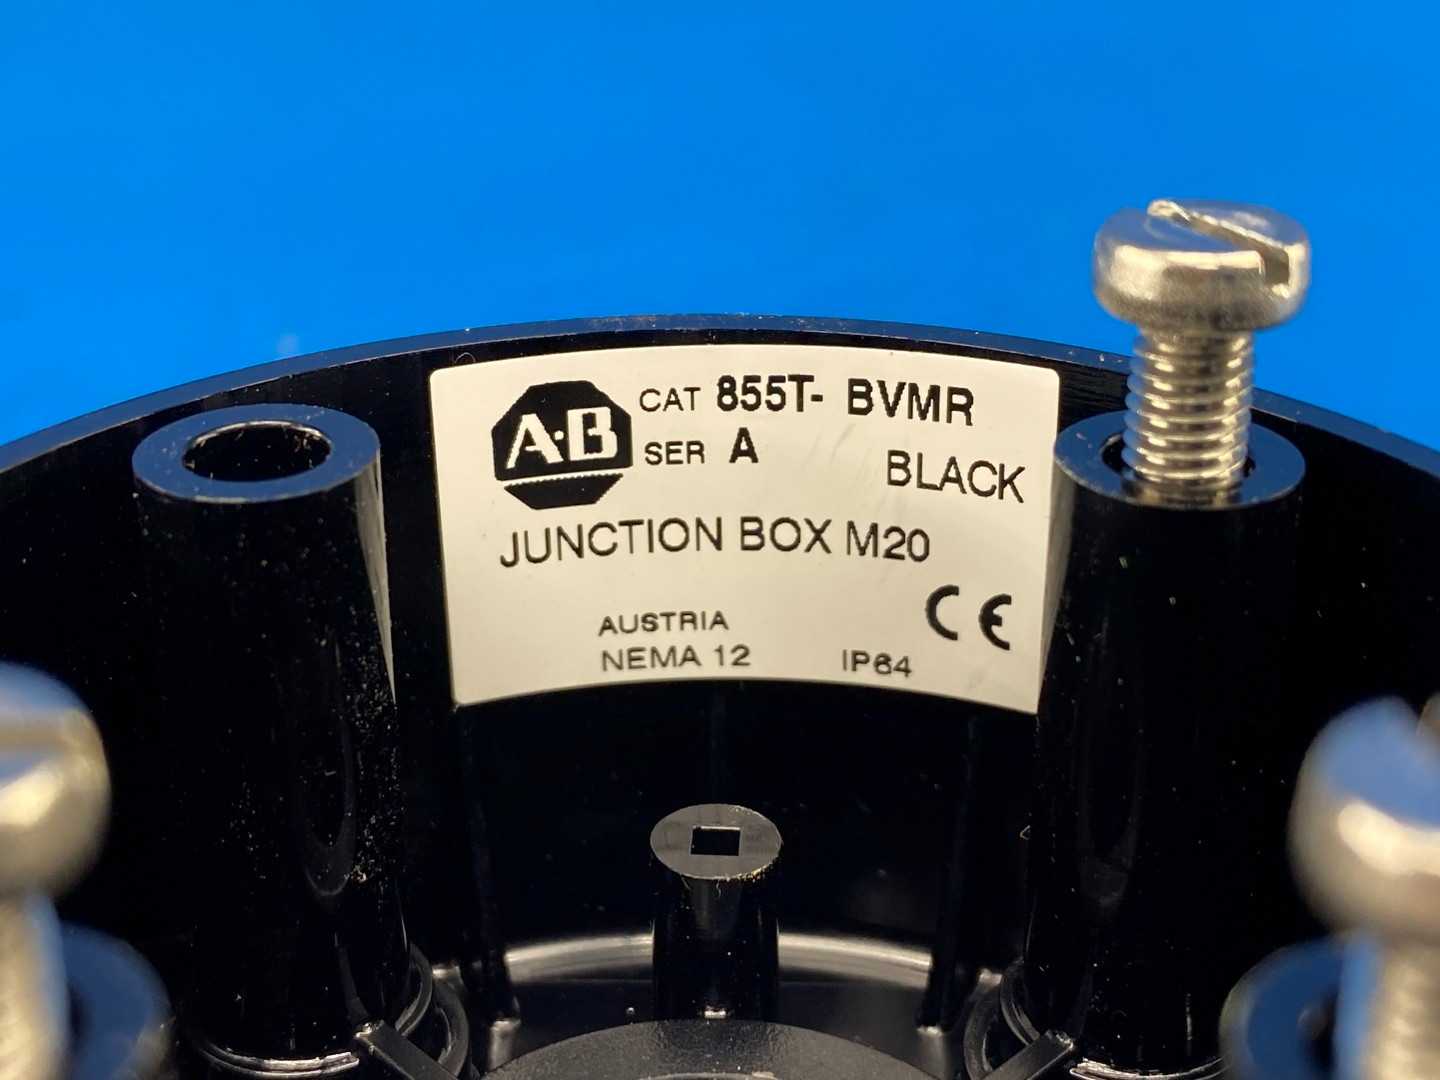 A·B CAT 855T- BVMR
SER A
BLACK
JUNCTION BOX M20
CE
AUSTRIA
NEMA 12 IP64